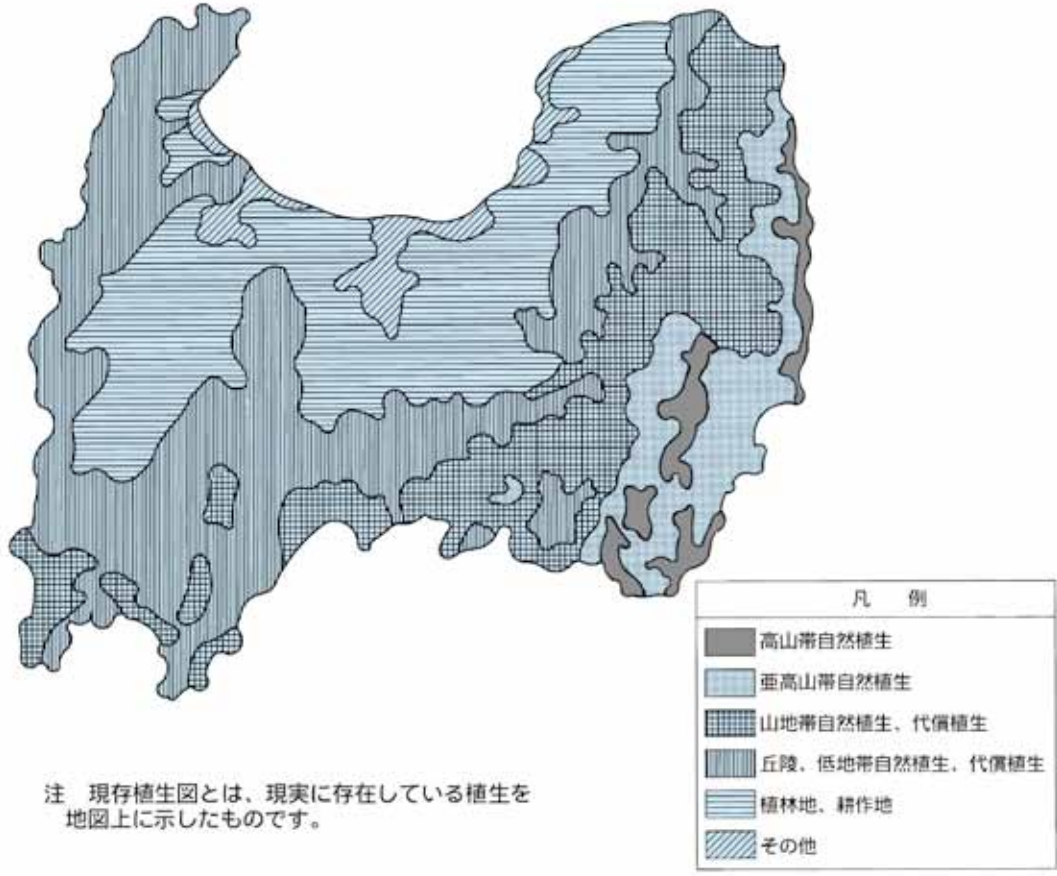 凡 例
高山帯自然植生
亜高山帯自然植生
山地帯自然植生、代償植生
丘陵、低地帯自然植生、代償植生
植林地、耕作地
その他
注 現存植生図とは、現実に存在している植生を
地図上に示したものです。